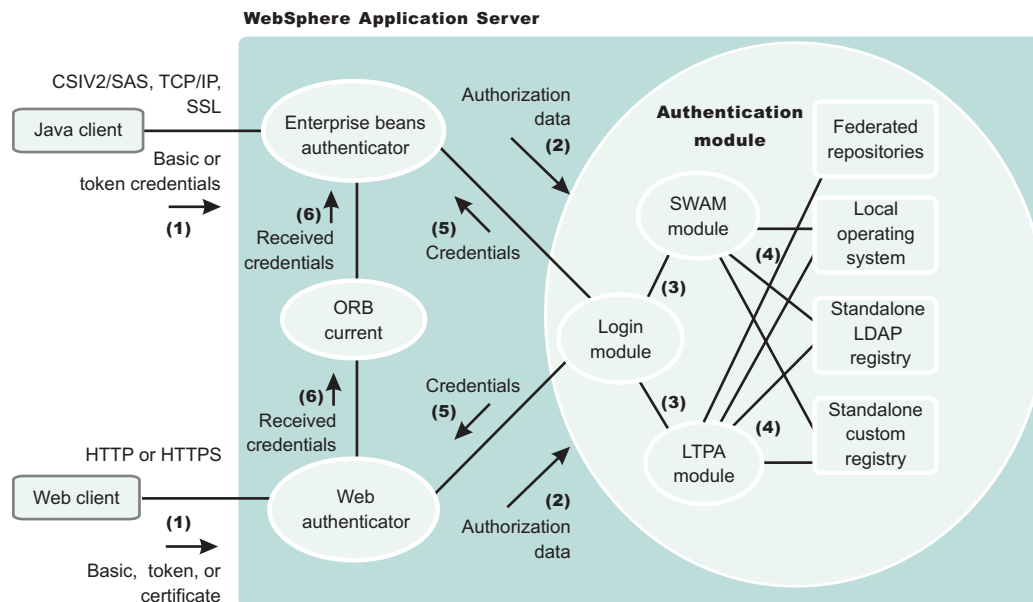 WebSphere Application Server
CSIV2/SAS, TCP/IP,
SSL
Java client
Basic or
token credentials
(1)
Enterprise beans
authenticator
Authorization
data
(2)
(6)
Received
credentials
(5)
Credentials
ORB
current
Credentials
(5)
(6)
Received
credentials
HTTP or HTTPS
Web client
(1)
Basic, token, or
certificate
Web
authenticator
(2)
Authorization
data
Authentication
module
Login
module
SWAM
module
(3)
(3)
LTPA
module
(4)
(4)
Federated
repositories
Local
operating
system
Standalone
LDAP
registry
Standalone
custom
registry